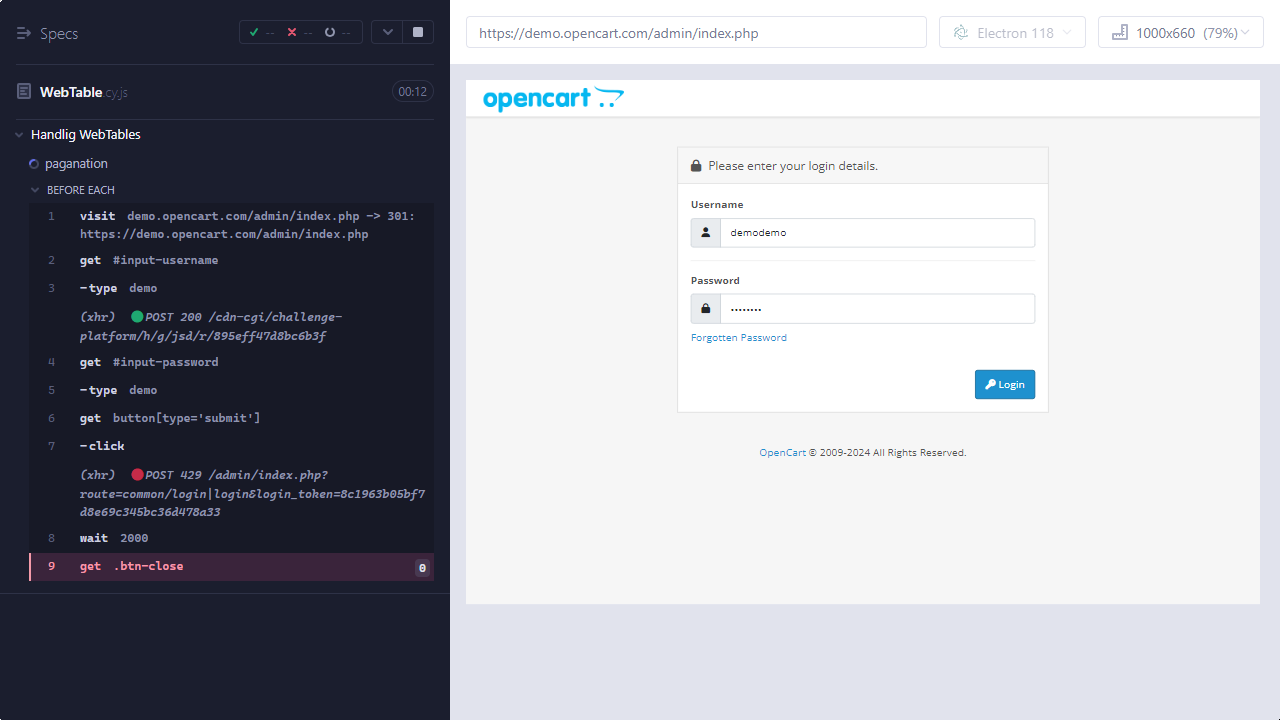 Specs
-- -- --
WebTable.cy.js
00:12
Handlig WebTables
paganation
BEFORE EACH
1 visit demo.opencart.com/admin/index.php -> 301:
https://demo.opencart.com/admin/index.php
2 get #input-username
3 -type demo
(xhr) POST 200 /cdn-cgi/challenge-
platform/h/g/jsd/r/895eff47d8bc6b3f
4 get #input-password
5 -type demo
6 get button[type='submit']
7 -click
(xhr) POST 429 /admin/index.php?
route=common/login|login&login_token=8c1963b05bf7
d8e69c345bc36d478a33
8 wait 2000
9 get .btn-close 0
https://demo.opencart.com/admin/index.php
Electron 118
1000x660 (79%)
opencart
Please enter your login details.
Username
demodemo
Password
••••••••
Forgotten Password
Login
OpenCart © 2009-2024 All Rights Reserved.